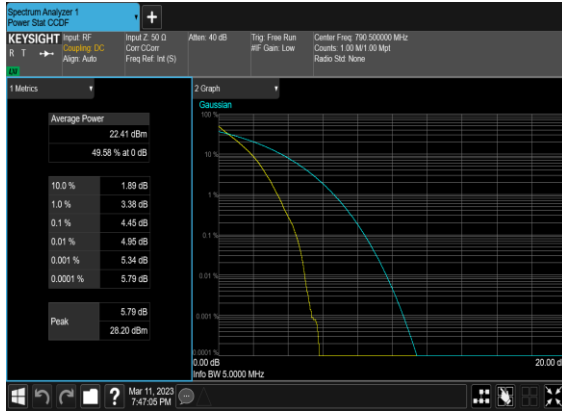 Spectrum Analyzer 1
Power Stat CCDF
KEYSIGHT
R T
LU
Input: RF
Coupling: DC
Align: Auto
Input Z: 50 Ω
Corr CCorr
Freq Ref: Int (S)
Atten: 40 dB
Trig: Free Run
#IF Gain: Low
Center Freq: 790.500000 MHz
Counts: 1.00 M/1.00 Mpt
Radio Std: None
1 Metrics
Average Power
22.41 dBm
49.58 % at 0 dB
10.0 % 1.89 dB
1.0 % 3.38 dB
0.1 % 4.45 dB
0.01 % 4.95 dB
0.001 % 5.34 dB
0.0001 % 5.79 dB
Peak
5.79 dB
28.20 dBm
2 Graph
Gaussian
100 %
10 %
1 %
0.1 %
0.01 %
0.001 %
0.0001 %
0.00 dB
20.00 d
Info BW 5.0000 MHz
?
Mar 11, 2023
7:47:05 PM